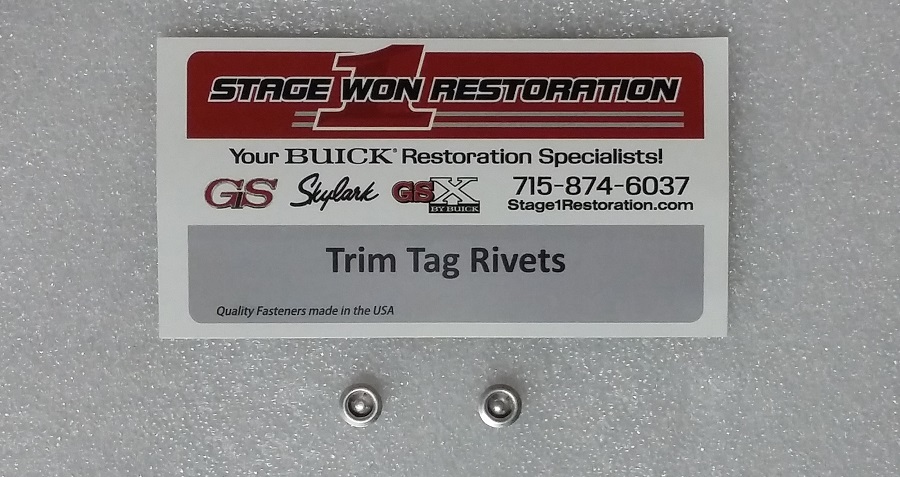 STAGE WON RESTORATION
1
Your BUICK® Restoration Specialists!
GS Skylark GSX BY BUICK
715-874-6037
Stage1Restoration.com
Trim Tag Rivets
Quality Fasteners made in the USA